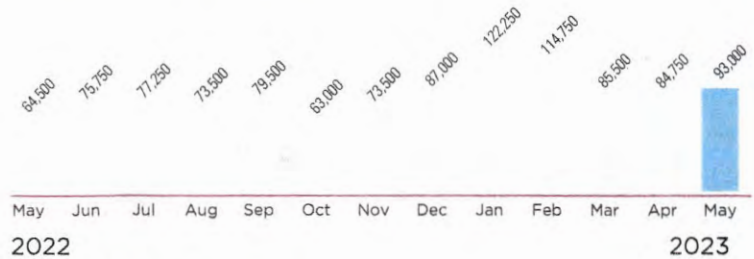 64,500 75,750 77,250 73,500 79,500 63,000 73,500 87,000 122,250 114,750 85,500 84,750 93,000
May Jun Jul Aug Sep Oct Nov Dec Jan Feb Mar Apr May
2022 2023